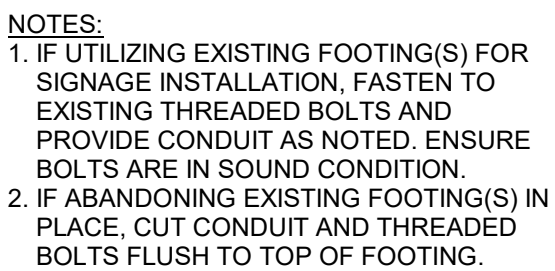 NOTES:
1. IF UTILIZING EXISTING FOOTING(S) FOR
SIGNAGE INSTALLATION, FASTEN TO
EXISTING THREADED BOLTS AND
PROVIDE CONDUIT AS NOTED. ENSURE
BOLTS ARE IN SOUND CONDITION.
2. IF ABANDONING EXISTING FOOTING(S) IN
PLACE, CUT CONDUIT AND THREADED
BOLTS FLUSH TO TOP OF FOOTING.